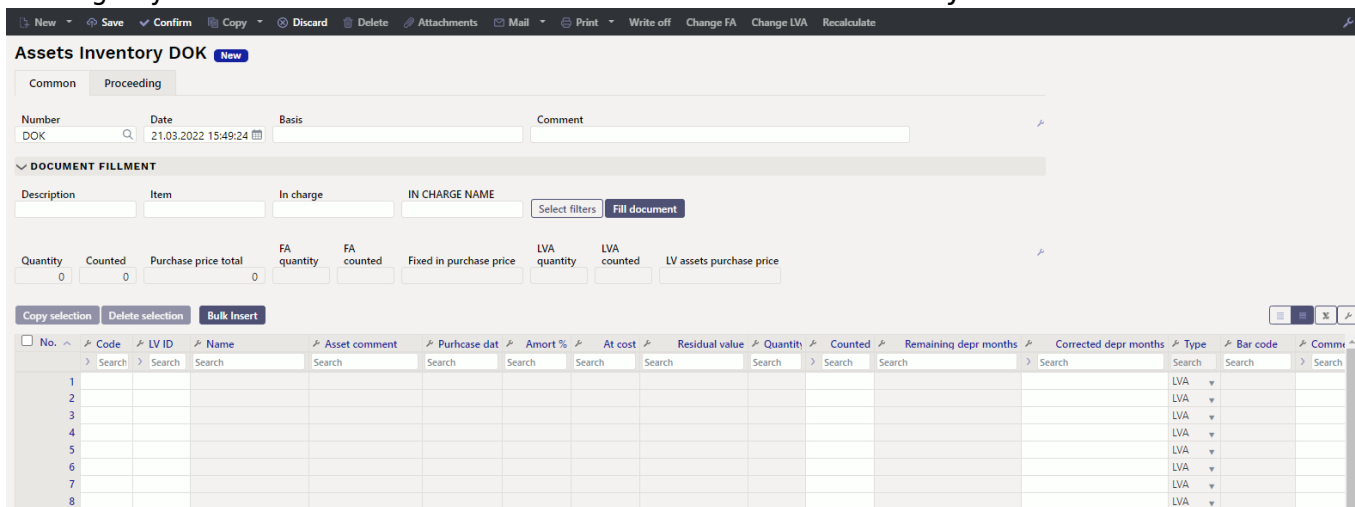 New Save Confirm Copy Discard Delete Attachments Mail Print Write off Change FA Change LVA Recalculate
Assets Inventory DOK New
Common Proceeding
Number Date Basis Comment
DOK 21.03.2022 15:49:24
DOCUMENT FILLMENT
Description Item In charge IN CHARGE NAME
Select filters Fill document
Quantity Counted Purchase price total FA quantity FA counted Fixed in purchase price LVA quantity LVA counted LV assets purchase price
0 0 0
Copy selection Delete selection Bulk Insert
No. Code LV ID Name Asset comment Purhcase dat Amort % At cost Residual value Quantity Counted Remaining depr months Corrected depr months Type Bar code Comme
Search Search Search Search Search Search Search Search Search Search Search Search Search Search Search
1 LVA
2 LVA
3 LVA
4 LVA
5 LVA
6 LVA
7 LVA
8 LVA